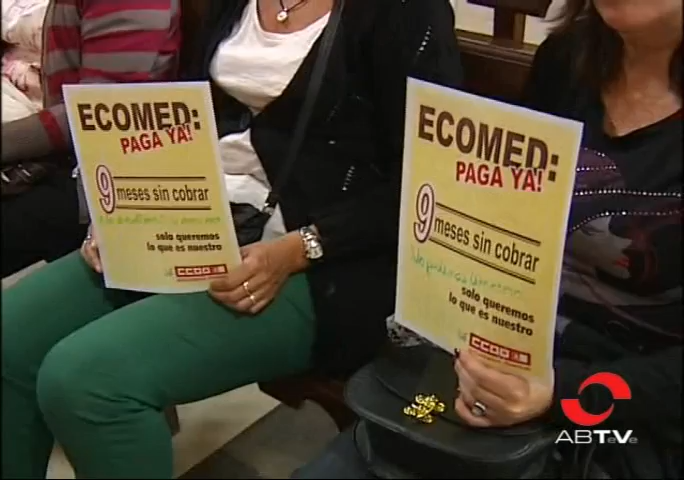 ECOMED:
PAGA YA!
9 meses sin cobrar
solo queremos
lo que es nuestro
CCOO
ECOMED:
PAGA YA!
9 meses sin cobrar
solo queremos
lo que es nuestro
CCOO
ABTeVe